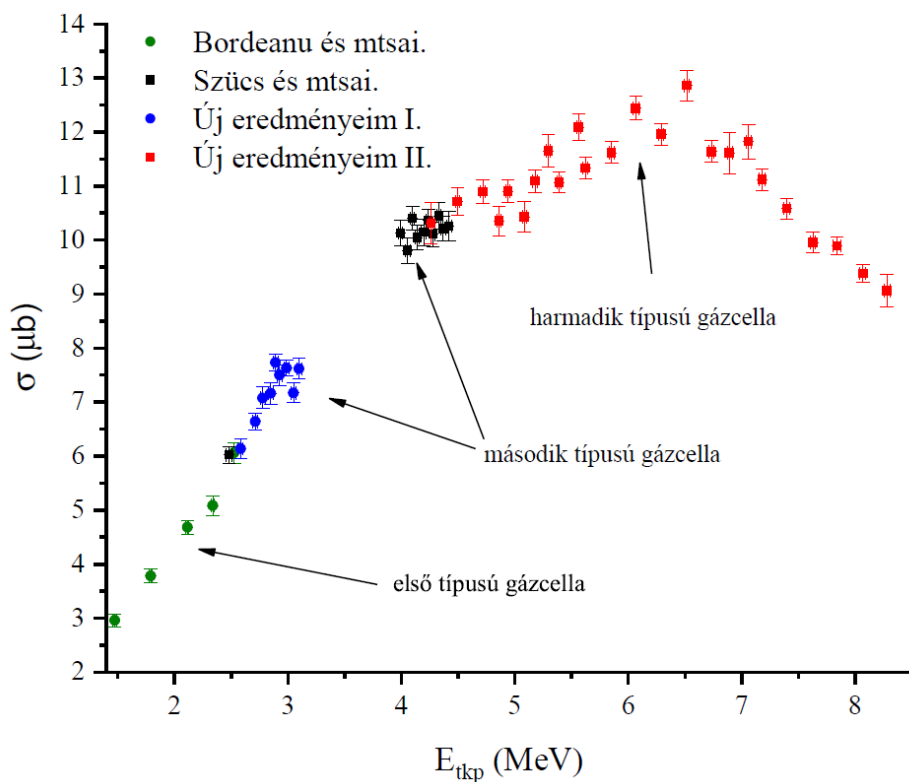 14
13
12
11
10
9
8
7
6
5
4
3
2
σ (μb)
Bordeanu és mtsai.
Szücs és mtsai.
Új eredményeim I.
Új eredményeim II.
harmadik típusú gázcella
második típusú gázcella
első típusú gázcella
2 3 4 5 6 7 8
E_tkp (MeV)